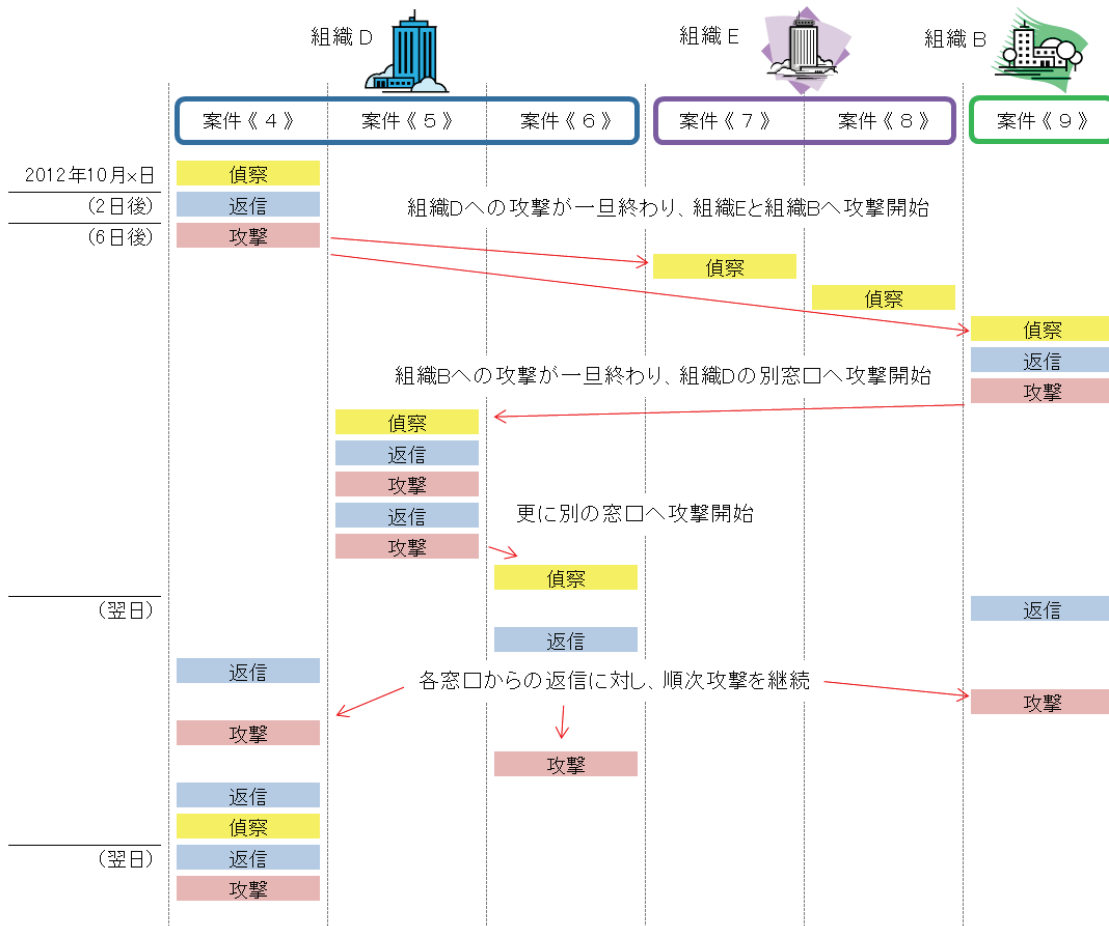 組織D
組織E
組織B
案件《4》
案件《5》
案件《6》
案件《7》
案件《8》
案件《9》
2012年10月×日
偵察
(2日後)
返信
組織Dへの攻撃が一旦終わり、組織Eと組織Bへ攻撃開始
(6日後)
攻撃
偵察
偵察
偵察
返信
組織Bへの攻撃が一旦終わり、組織Dの別窓口へ攻撃開始
攻撃
偵察
返信
攻撃
返信
更に別の窓口へ攻撃開始
攻撃
偵察
(翌日)
返信
返信
返信
各窓口からの返信に対し、順次攻撃を継続
攻撃
攻撃
攻撃
返信
偵察
(翌日)
返信
攻撃